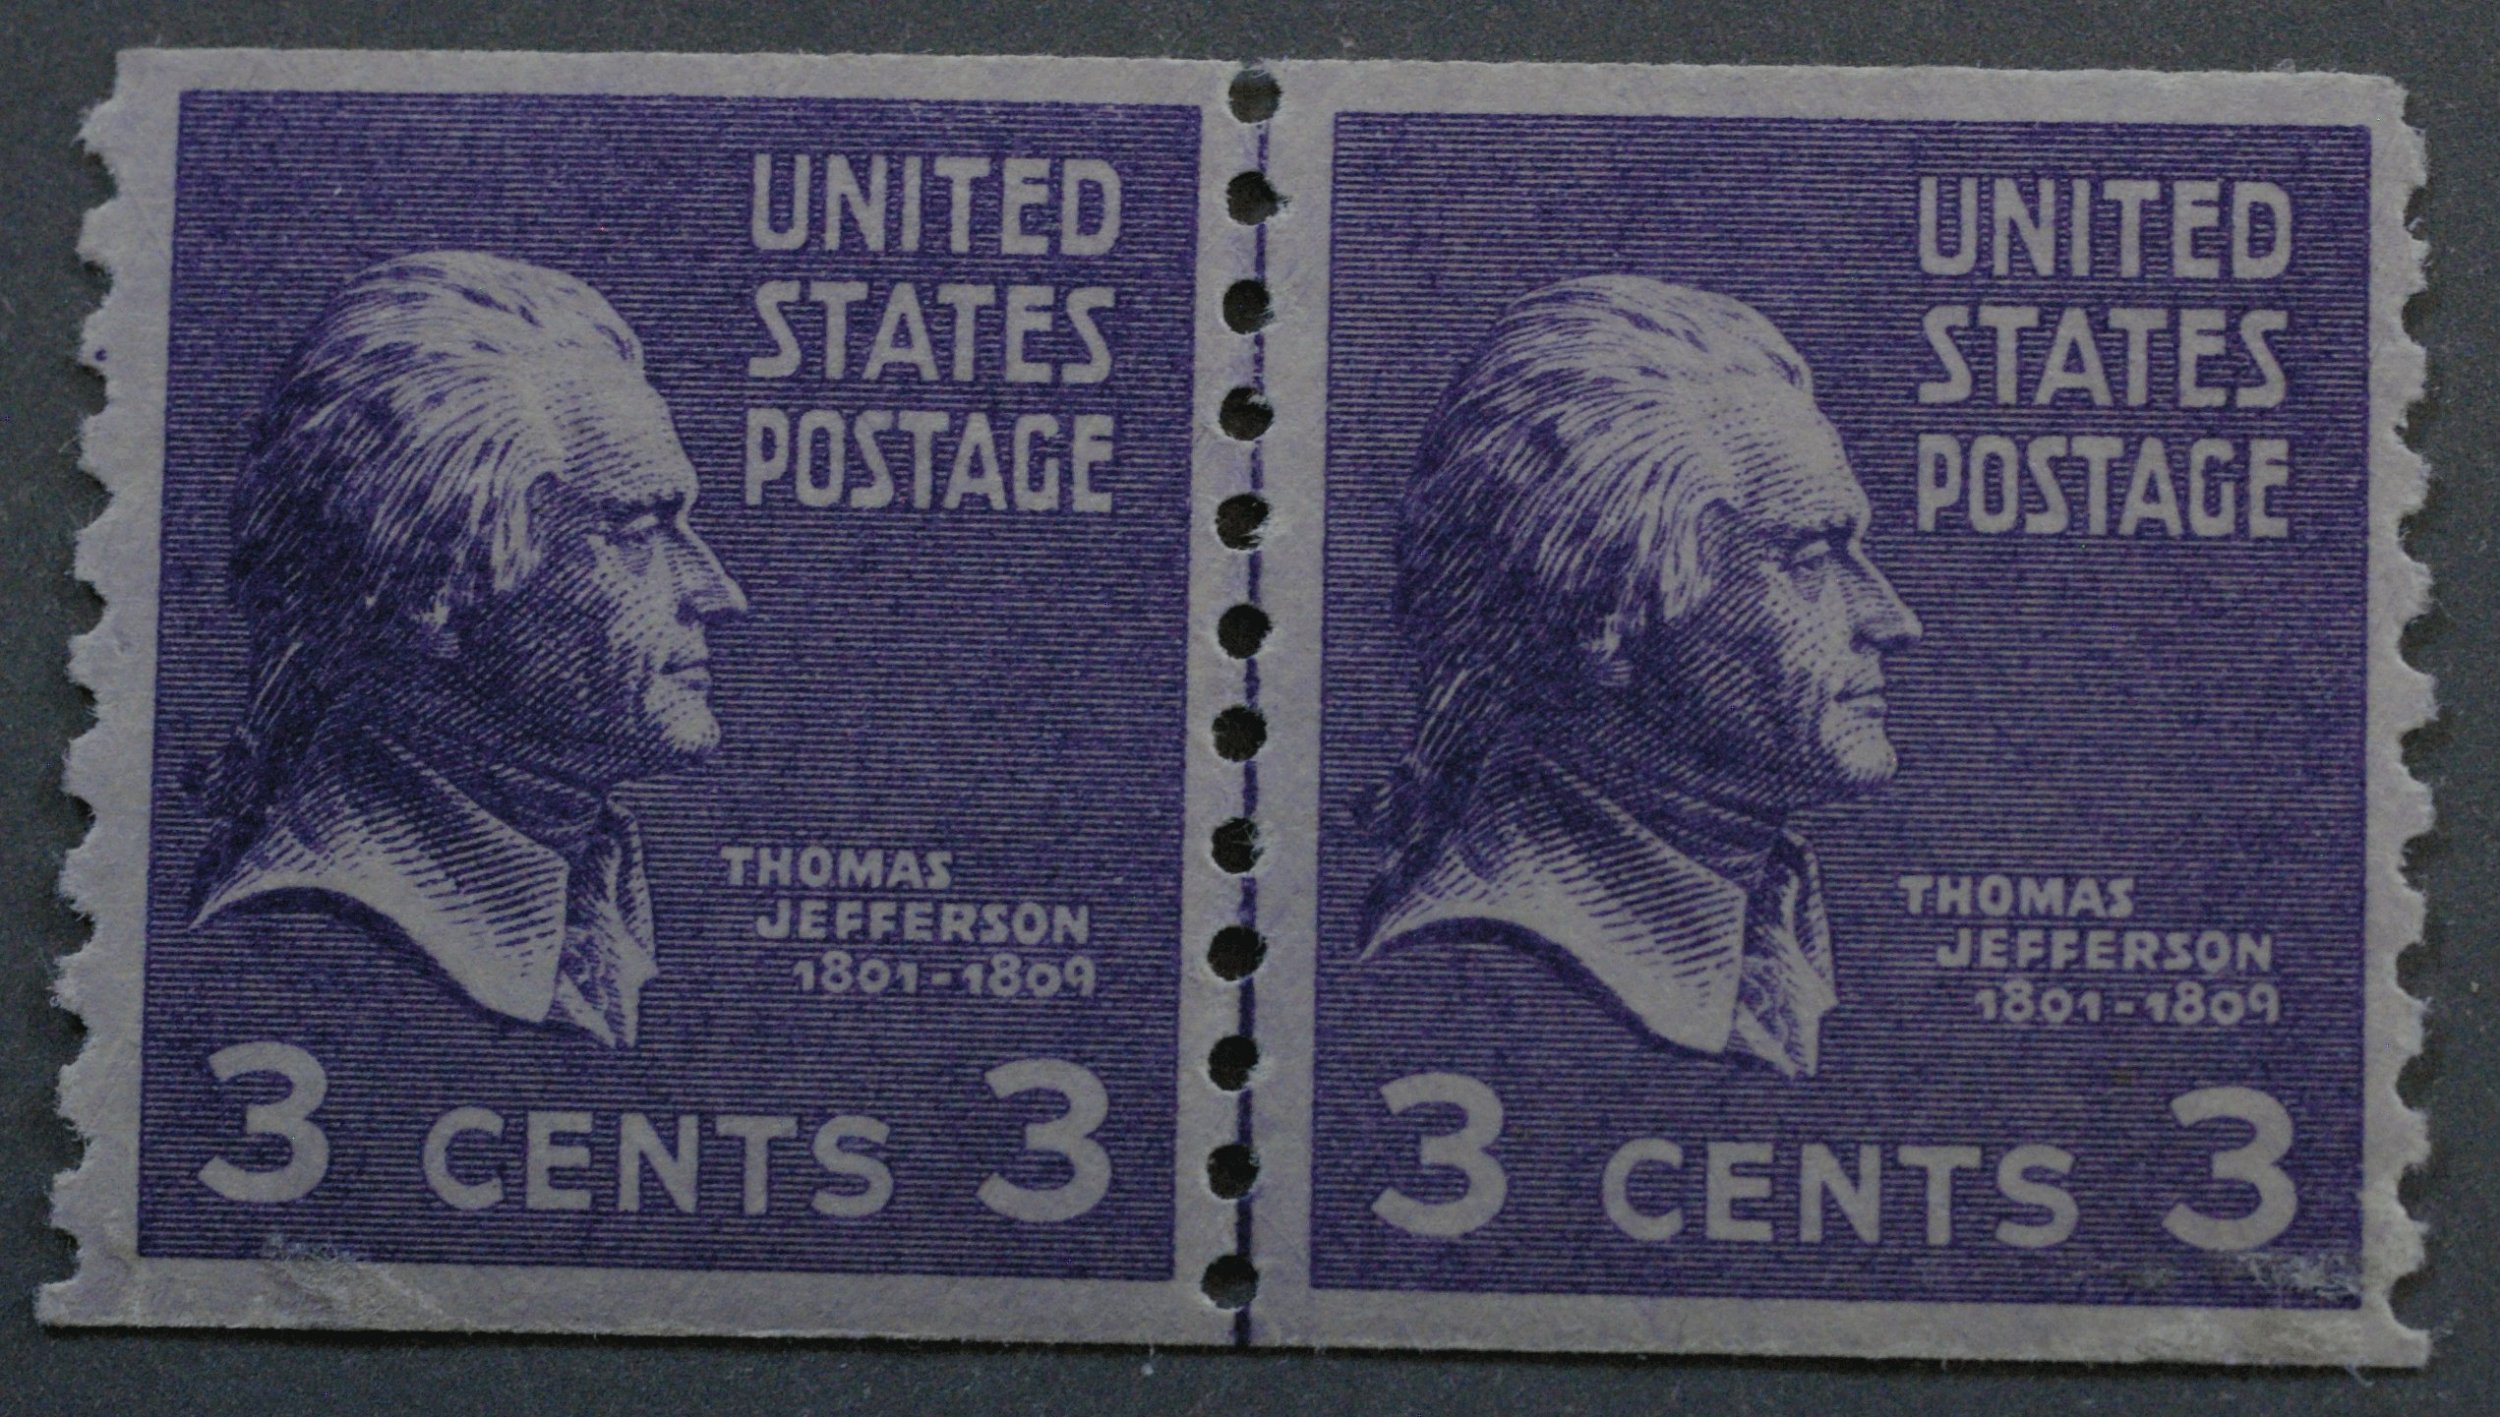 UNITED
STATES
POSTAGE
THOMAS
JEFFERSON
1801-1809
3 CENTS 3
UNITED
STATES
POSTAGE
THOMAS
JEFFERSON
1801-1809
3 CENTS 3